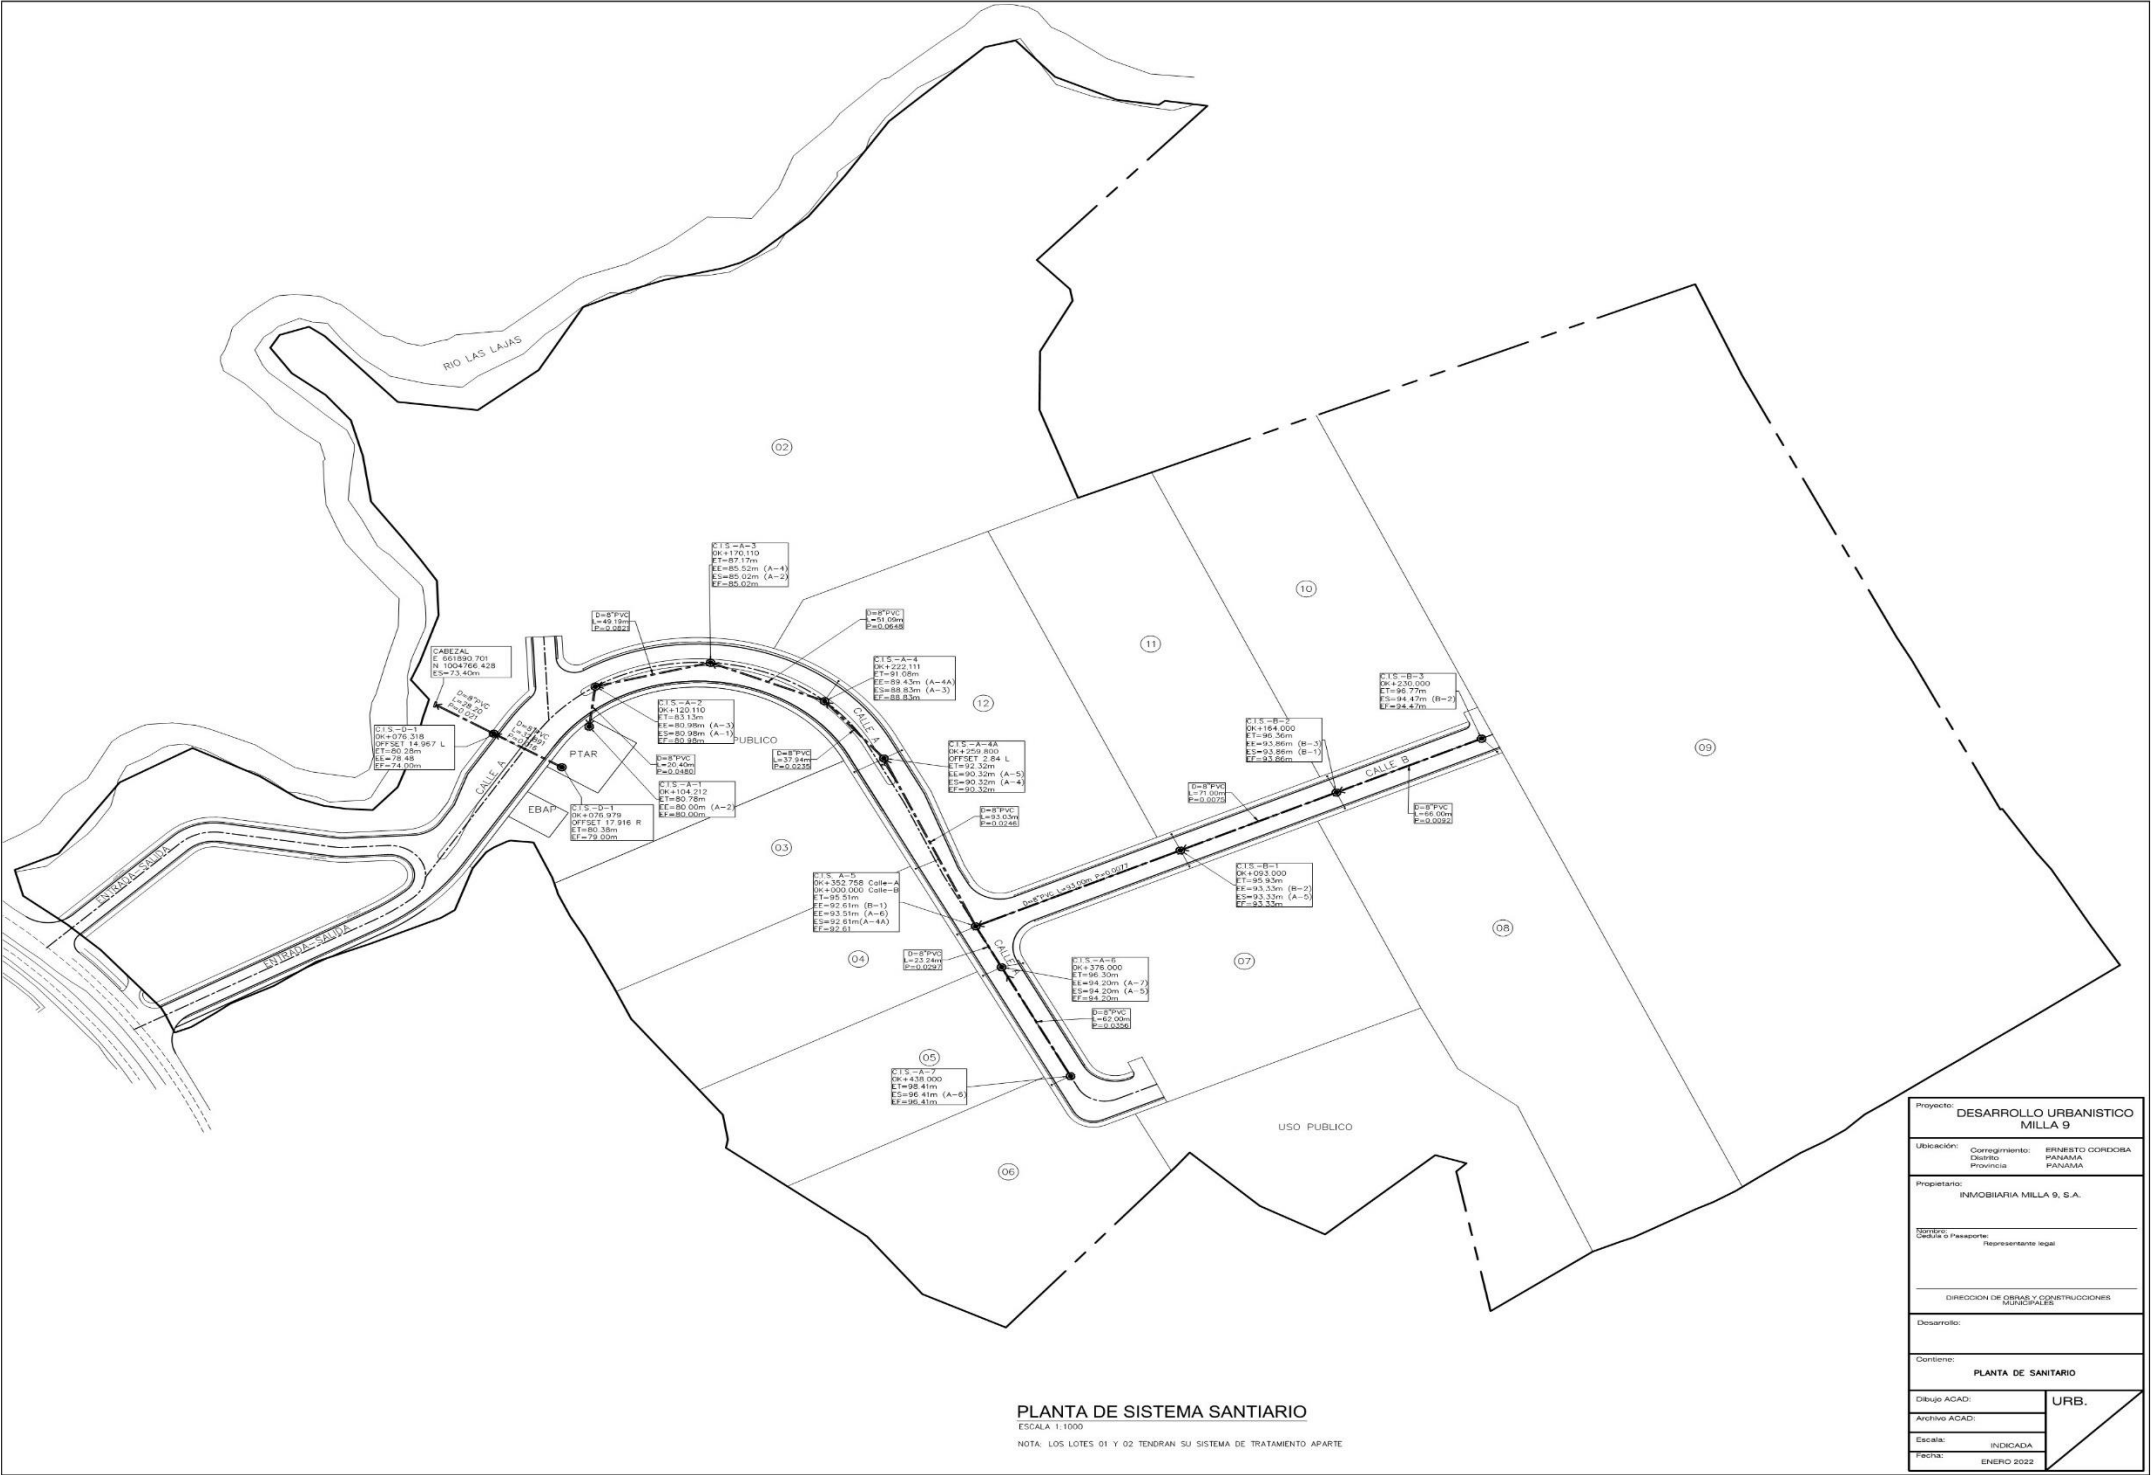 RIO LAS LAJAS
02
C.I.S.-A-3
0K+170.110
ET=87.17m
EE=85.52m (A-4)
ES=85.02m (A-2)
EF=85.02m
10
D=8"PVC
L=49.19m
P=0.0821
D=8"PVC
L=51.09m
P=0.0648
11
CABEZAL
E 661890.701
N 1004766.428
ES=73.40m
C.I.S.-A-4
0K+222.111
ET=91.08m
EE=89.43m (A-4A)
ES=88.83m (A-3)
EF=88.83m
C.I.S.-B-3
0K+230.000
ET=96.77m
ES=94.47m (B-2)
EF=94.47m
D=8"PVC
L=28.20
P=0.021
12
C.I.S.-A-2
0K+120.110
ET=83.13m
EE=80.98m (A-3)
ES=80.98m (A-1)
EF=80.98m
CALLE A
C.I.S.-B-2
0K+164.000
ET=96.36m
EE=93.86m (B-3)
ES=93.86m (B-1)
EF=93.86m
C.I.S.-D-1
0K+076.318
OFFSET 14.967 L
ET=80.28m
EE=78.48
EF=74.00m
D=8"PVC
PUBLICO
C.I.S.-A-4A
0K+259.800
OFFSET 2.84 L
ET=92.32m
EE=90.32m (A-5)
ES=90.32m (A-4)
EF=90.32m
09
PTAR
D=8"PVC
L=20.40m
P=0.0480
D=8"PVC
L=37.94m
P=0.0235
CALLE B
CALLE A
C.I.S.-A-1
0K+104.212
ET=80.78m
EE=80.00m (A-2)
EF=80.00m
D=8"PVC
L=71.00m
P=0.0075
EBAP
C.I.S.-D-1
0K+076.979
OFFSET 17.916 R
ET=80.38m
EF=79.00m
D=8"PVC
L=93.03m
P=0.0246
D=8"PVC
L=66.00m
P=0.0092
03
ENTRADA-SALIDA
C.I.S. A-5
0K+352.758 Calle-A
0K+000.000 Calle-B
ET=95.51m
EE=92.61m (B-1)
EE=93.51m (A-6)
ES=92.61m(A-4A)
EF=92.61
D=8"PVC L=93.00m P=0.0077
C.I.S.-B-1
0K+093.000
ET=95.93m
EE=93.33m (B-2)
ES=93.33m (A-5)
EF=93.33m
ENTRADA-SALIDA
08
04
D=8"PVC
L=23.24m
P=0.0297
CALLE A
C.I.S.-A-6
0K+376.000
ET=96.30m
EE=94.20m (A-7)
ES=94.20m (A-5)
EF=94.20m
07
D=8"PVC
L=62.00m
P=0.0356
05
C.I.S.-A-7
0K+438.000
ET=98.41m
ES=96.41m (A-6)
EF=96.41m
USO PUBLICO
06
PLANTA DE SISTEMA SANTIARIO
ESCALA 1:1000
NOTA: LOS LOTES 01 Y 02 TENDRAN SU SISTEMA DE TRATAMIENTO APARTE
Proyecto: DESARROLLO URBANISTICO
MILLA 9
Ubicación: Corregimiento: ERNESTO CORDOBA
Distrito PANAMA
Provincia PANAMA
Propietario:
INMOBIIARIA MILLA 9, S.A.
Nombre:
Cedula o Pasaporte:
Representante legal
DIRECCION DE OBRAS Y CONSTRUCCIONES
MUNICIPALES
Desarrollo:
Contiene:
PLANTA DE SANITARIO
Dibujo ACAD:
URB.
Archivo ACAD:
Escala: INDICADA
Fecha: ENERO 2022